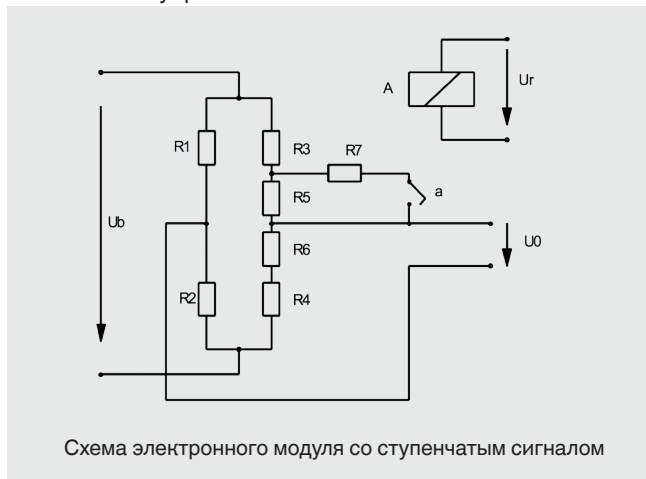 A
Ur
R1
R3
R7
R5
a
Ub
R6
U0
R2
R4
Схема электронного модуля со ступенчатым сигналом